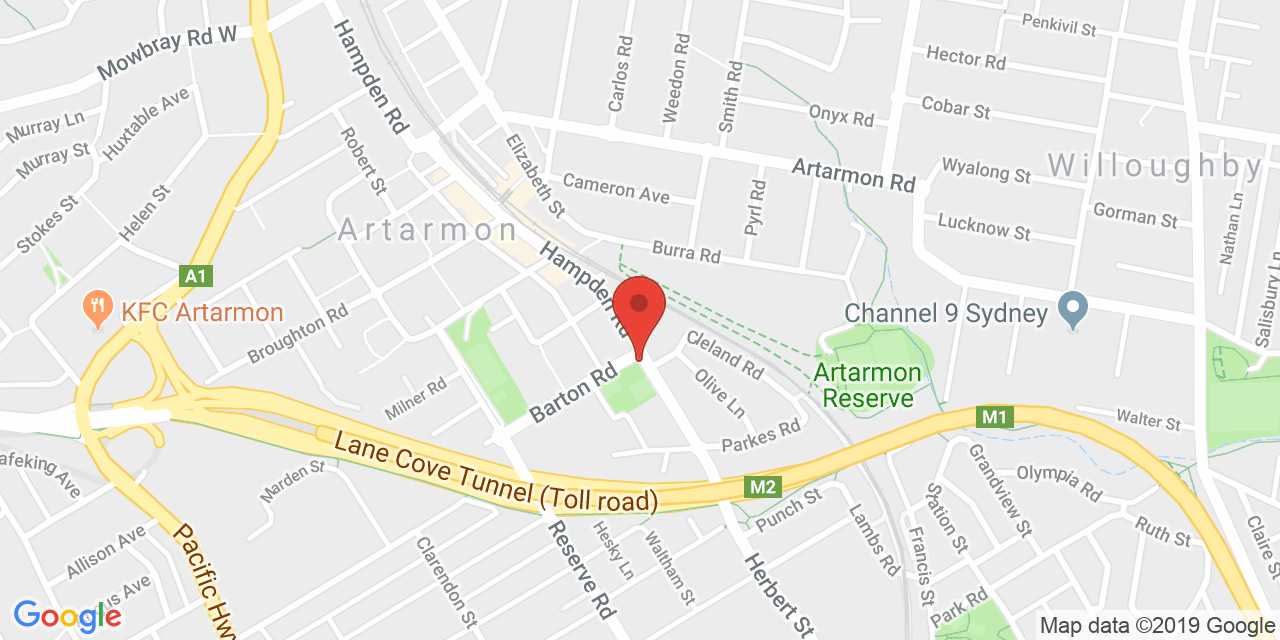 Penkivil St
Mowbray Rd W
Hampden Rd
Carlos Rd
Weedon Rd
Smith Rd
Hector Rd
Murray Ln
Huxtable Ave
Onyx Rd
Cobar St
Murray St
Robert St
Elizabeth St
Artarmon Rd
Wyalong St
Willoughby
Cameron Ave
Stokes St
Helen St
Pyrl Rd
Gorman St
Lucknow St
Nathan Ln
Artarmon
Burra Rd
A1
Hampden Rd
KFC Artarmon
Channel 9 Sydney
Salisbury Ln
Broughton Rd
Cleland Rd
Artarmon
Reserve
Milner Rd
Barton Rd
Olive Ln
M1
Walter St
Parkes Rd
Lane Cove Tunnel (Toll road)
afeking Ave
Marden St
M2
Grandview St
Olympia Rd
Punch St
Station St
Ruth St
Lambs Rd
Claire St
Allison Ave
Pacific Hw
Clarendon St
Reserve Rd
Hesky Ln
Waltham St
Herbert St
Francis St
us Ave
Park Rd
Google
Map data ©2019 Google